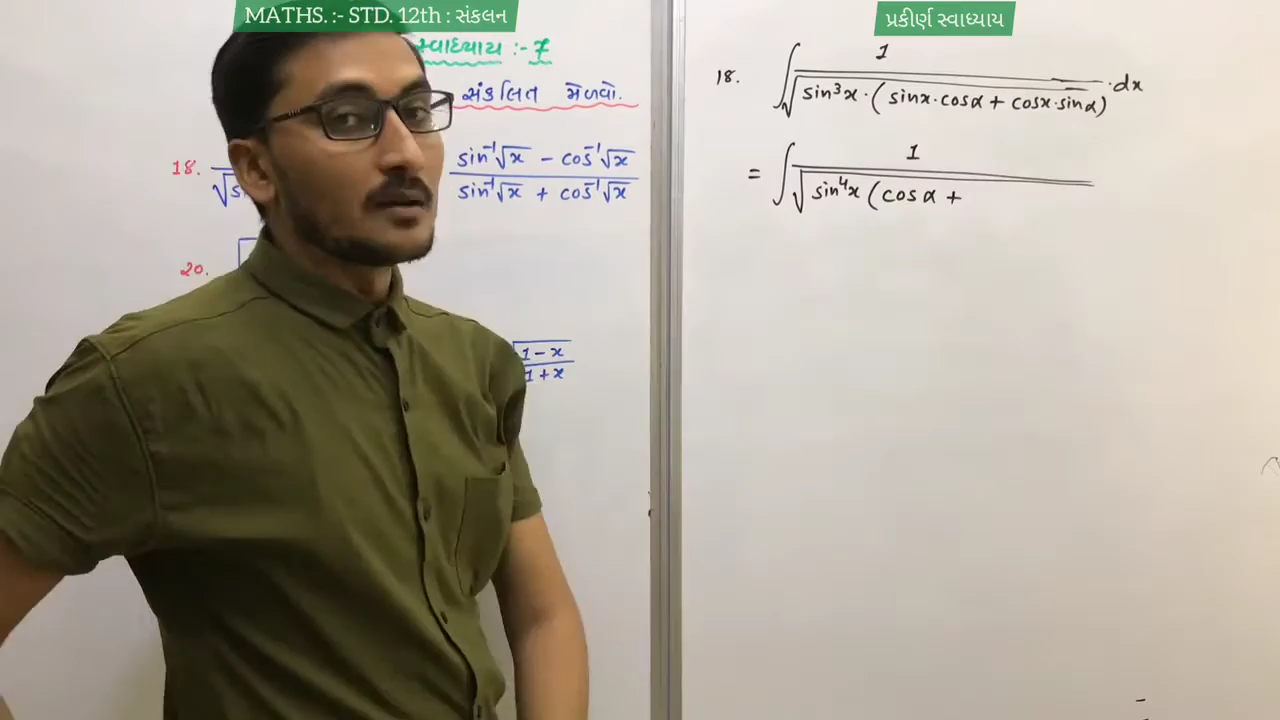 MATHS. :- STD. 12th : સંકલન
પ્રકીર્ણ સ્વાધ્યાય
સ્વાધ્યાય :- 7
સંકલિત મેળવો.
18.
sin⁻¹√x − cos⁻¹√x
sin⁻¹√x + cos⁻¹√x
20.
1 − x
1 + x
18. ∫ 1 / √(sin³x · (sinx · cosα + cosx · sinα)) · dx
= ∫ 1 / √(sin⁴x (cos α +